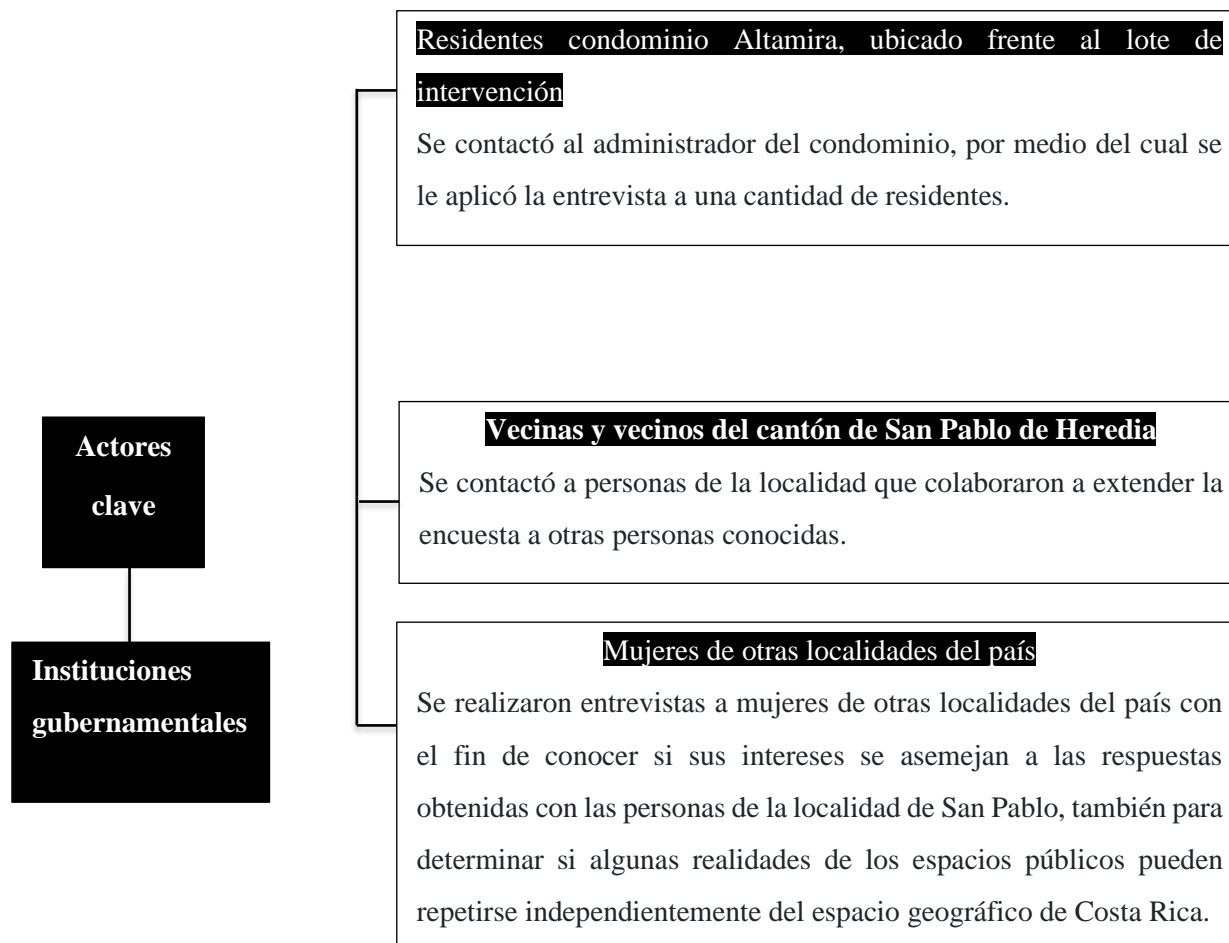 Actores
clave
Instituciones
gubernamentales
Residentes condominio Altamira, ubicado frente al lote de
intervención
Se contactó al administrador del condominio, por medio del cual se
le aplicó la entrevista a una cantidad de residentes.
Vecinas y vecinos del cantón de San Pablo de Heredia
Se contactó a personas de la localidad que colaboraron a extender la
encuesta a otras personas conocidas.
Mujeres de otras localidades del país
Se realizaron entrevistas a mujeres de otras localidades del país con
el fin de conocer si sus intereses se asemejan a las respuestas
obtenidas con las personas de la localidad de San Pablo, también para
determinar si algunas realidades de los espacios públicos pueden
repetirse independientemente del espacio geográfico de Costa Rica.